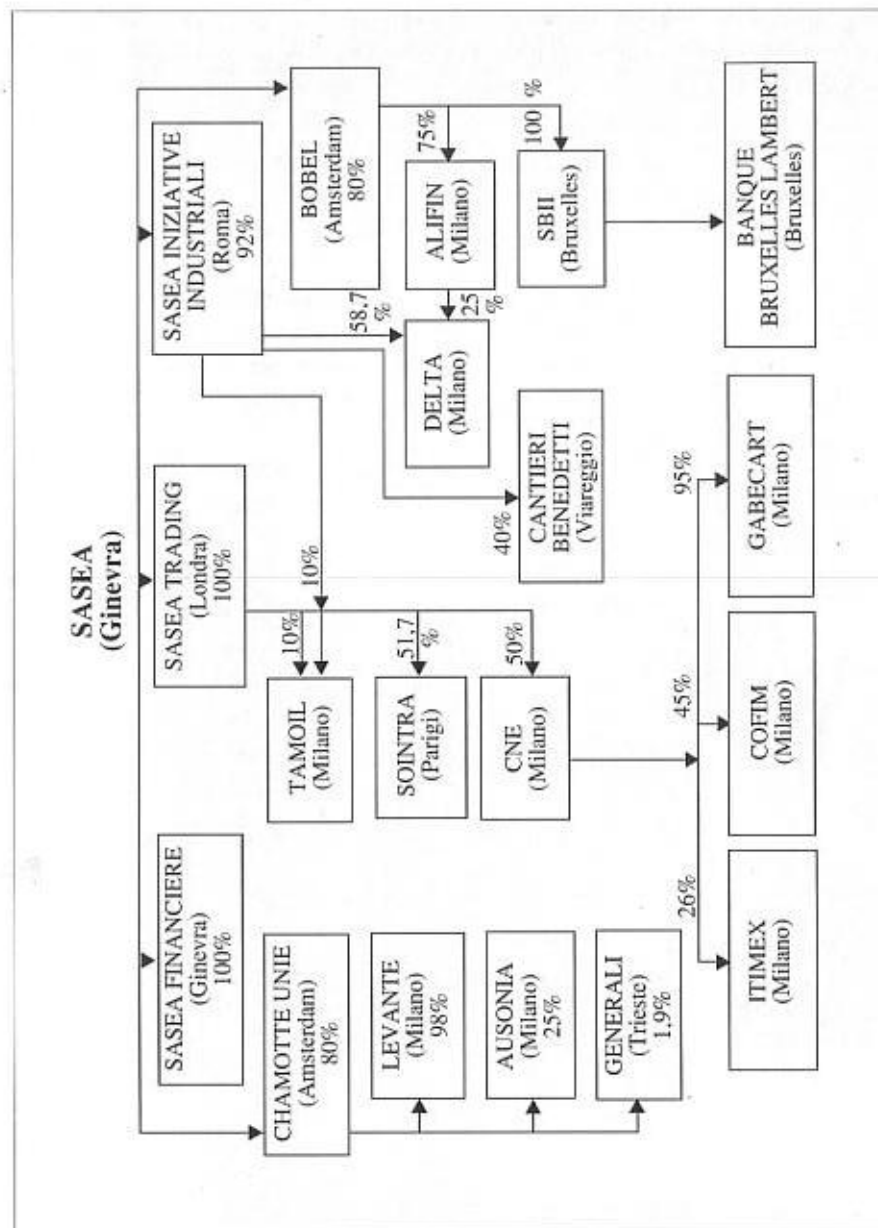 SASEA
(Ginevra)
SASEA FINANCIERE
(Ginevra)
100%
SASEA TRADING
(Londra)
100%
SASEA INIZIATIVE
INDUSTRIALI
(Roma)
92%
CHAMOTTE UNIE
(Amsterdam)
80%
TAMOIL
(Milano)
10%
10%
58,7
%
BOBEL
(Amsterdam)
80%
LEVANTE
(Milano)
98%
SOINTRA
(Parigi)
51,7
%
DELTA
(Milano)
25
%
ALIFIN
(Milano)
75%
AUSONIA
(Milano)
25%
CNE
(Milano)
50%
40%
CANTIERI
BENEDETTI
(Viareggio)
SBII
(Bruxelles)
100 %
GENERALI
(Trieste)
1,9%
26%
45%
95%
ITIMEX
(Milano)
COFIM
(Milano)
GABECART
(Milano)
BANQUE
BRUXELLES LAMBERT
(Bruxelles)